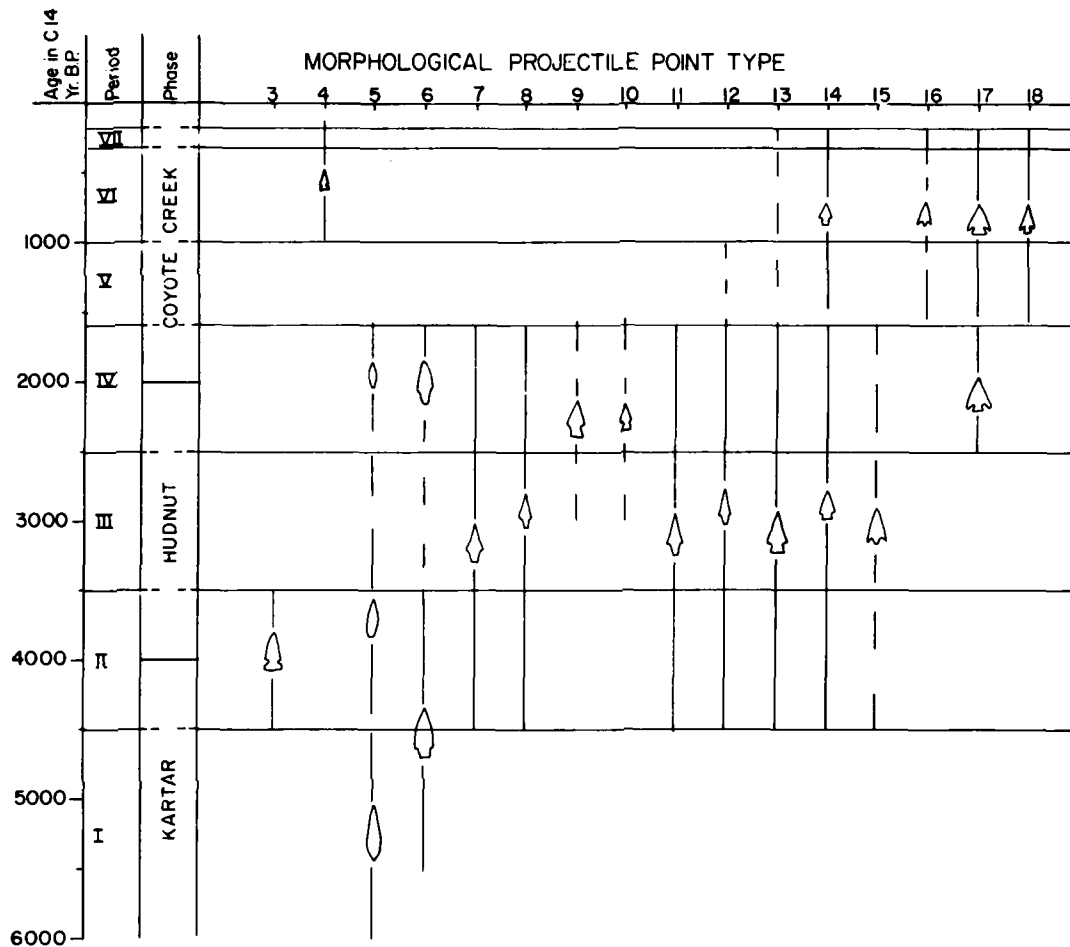 Age in C14
Yr. B.P.
Period
Phase
MORPHOLOGICAL PROJECTILE POINT TYPE
3 4 5 6 7 8 9 10 11 12 13 14 15 16 17 18
VII
VI
1000
V
COYOTE CREEK
2000
IV
3000
III
HUDNUT
4000
II
5000
I
KARTAR
6000